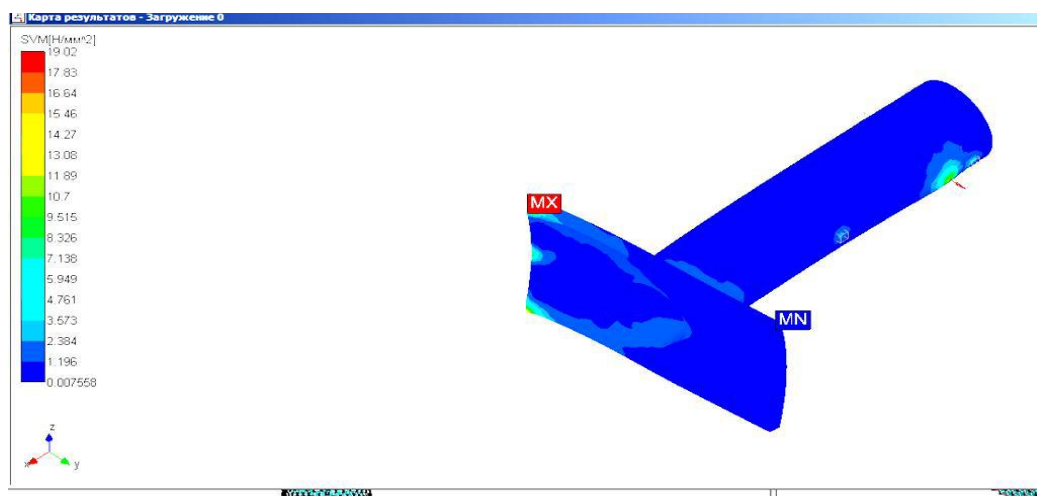 Карта результатов - Загружение 0
SVM[Н/мм^2]
19.02
17.83
16.64
15.46
14.27
13.08
11.89
10.7
9.515
8.326
7.138
5.949
4.761
3.573
2.384
1.196
0.007558
MX
MN
z
x
y